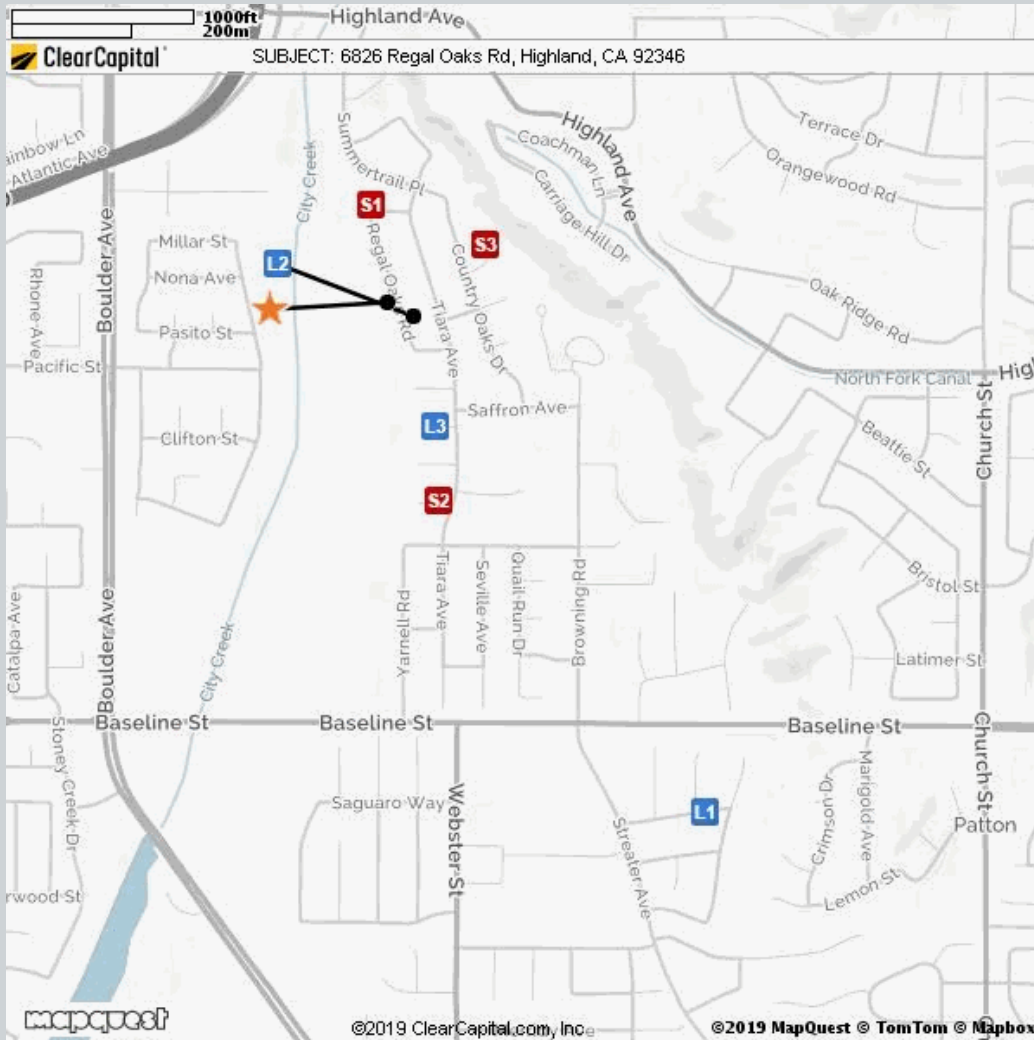 1000ft
200m
Highland Ave
ClearCapital
SUBJECT: 6826 Regal Oaks Rd, Highland, CA 92346
ainbow Ln
Atlantic Ave
City Creek
Summertrail Pl
Highland Ave
Coachman Ln
Carriage Hill Dr
Terrace Dr
Orangewood Rd
Boulder Ave
S1
Millar St
Regal Oaks Rd
S3
Country Oaks Dr
L2
Nona Ave
Rhone Ave
Pasito St
Tiara Ave
Oak Ridge Rd
Pacific St
North Fork Canal
High
Saffron Ave
L3
Clifton St
Beattie St
Church St
S2
Catalpa Ave
Boulder Ave
City Creek
Yarnell Rd
Tiara Ave
Seville Ave
Quail Run Dr
Browning Rd
Bristol St
Latimer St
Baseline St
Baseline St
Baseline St
Stoney Creek Dr
Church St
Saguaro Way
Webster St
Streater Ave
L1
Crimson Dr
Marigold Ave
Patton
Lemon St
rwood St
mapquest
©2019 ClearCapital.com, Inc
©2019 MapQuest © TomTom © Mapbox